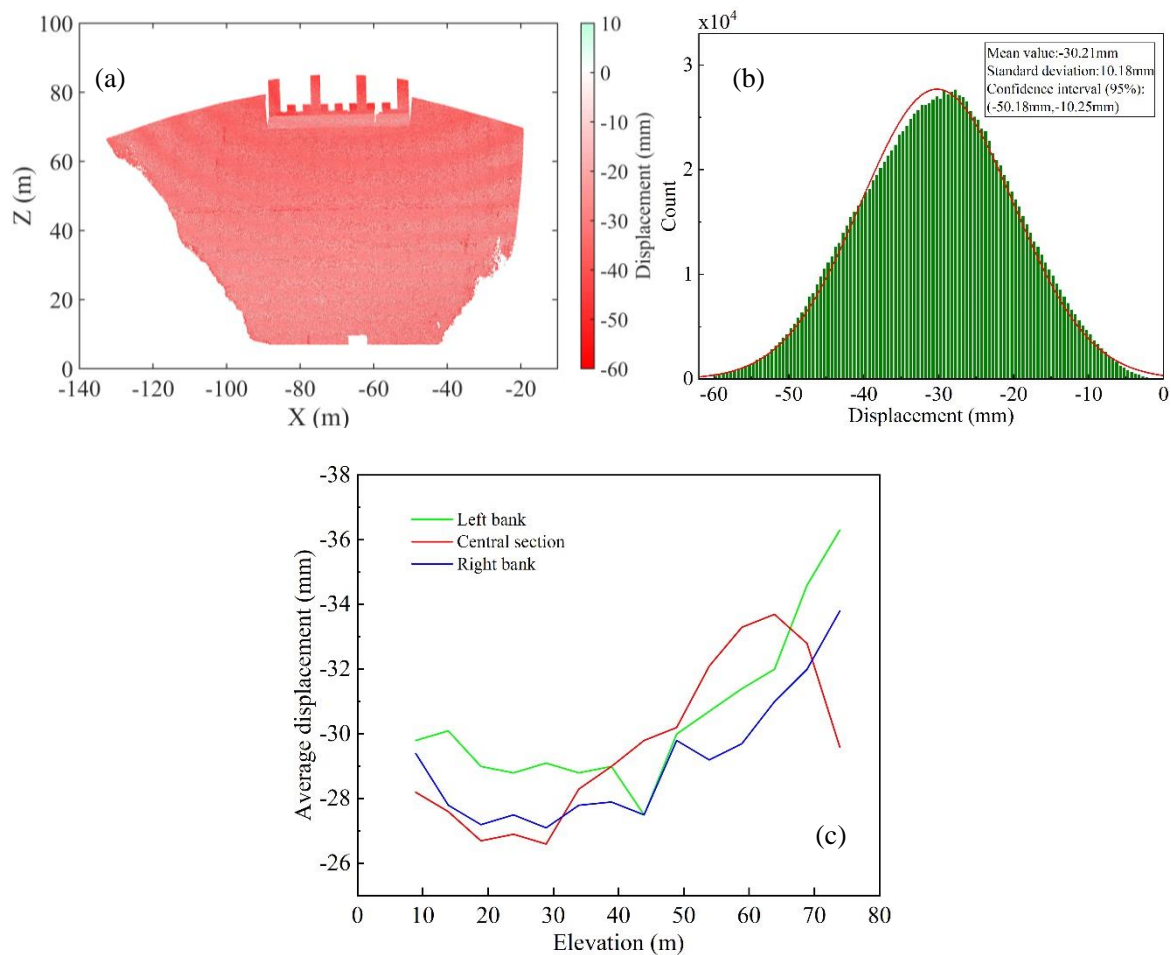 (a)
100
80
60
40
20
0
Z (m)
-140
-120
-100
-80
-60
-40
-20
X (m)
10
0
-10
-20
-30
-40
-50
-60
Displacement (mm)
x10^4
(b)
Mean value:-30.21mm
Standard deviation:10.18mm
Confidence interval (95%):
(-50.18mm,-10.25mm)
3
2
1
0
Count
-60
-50
-40
-30
-20
-10
0
Displacement (mm)
-38
-36
-34
-32
-30
-28
-26
Average displacement (mm)
Left bank
Central section
Right bank
(c)
0
10
20
30
40
50
60
70
80
Elevation (m)